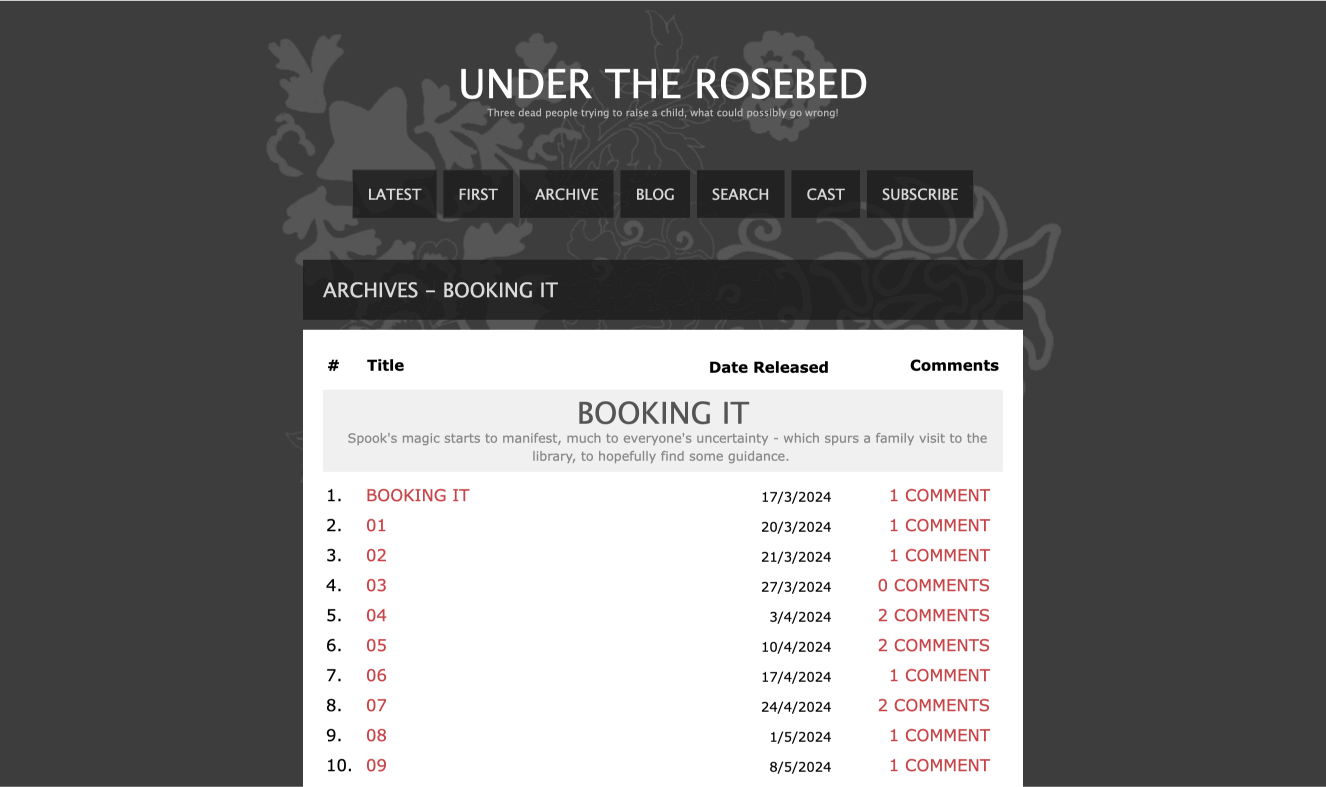 UNDER THE ROSEBED
Three dead people trying to raise a child, what could possibly go wrong!
LATEST FIRST ARCHIVE BLOG SEARCH CAST SUBSCRIBE
ARCHIVES – BOOKING IT
# Title Date Released Comments
BOOKING IT
Spook's magic starts to manifest, much to everyone's uncertainty - which spurs a family visit to the
library, to hopefully find some guidance.
1. BOOKING IT 17/3/2024 1 COMMENT
2. 01 20/3/2024 1 COMMENT
3. 02 21/3/2024 1 COMMENT
4. 03 27/3/2024 0 COMMENTS
5. 04 3/4/2024 2 COMMENTS
6. 05 10/4/2024 2 COMMENTS
7. 06 17/4/2024 1 COMMENT
8. 07 24/4/2024 2 COMMENTS
9. 08 1/5/2024 1 COMMENT
10. 09 8/5/2024 1 COMMENT